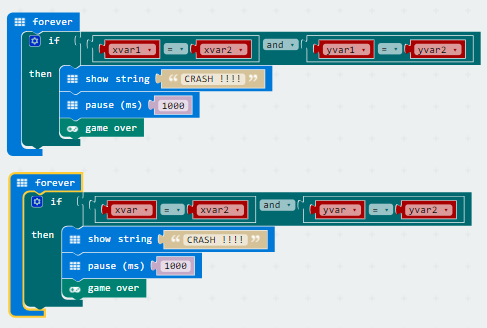 forever
if xvar1 = xvar2 and yvar1 = yvar2
then show string “ CRASH !!!! ”
pause (ms) 1000
game over
forever
if xvar = xvar2 and yvar = yvar2
then show string “ CRASH !!!! ”
pause (ms) 1000
game over